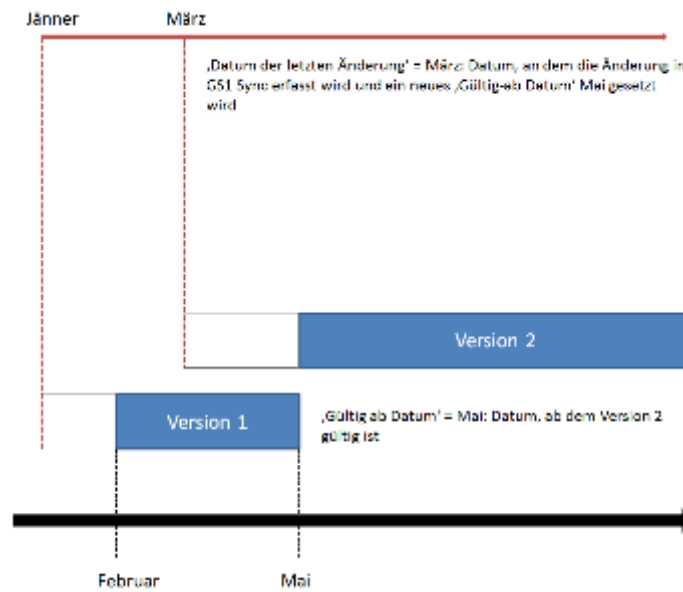 Jänner März
‚Datum der letzten Änderung' = März: Datum, an dem die Änderung in
GS1 Sync erfasst wird und ein neues ‚Gültig-ab Datum' Mai gesetzt
wird
Version 2
Version 1
‚Gültig ab Datum' = Mai: Datum, ab dem Version 2
gültig ist
Februar Mai